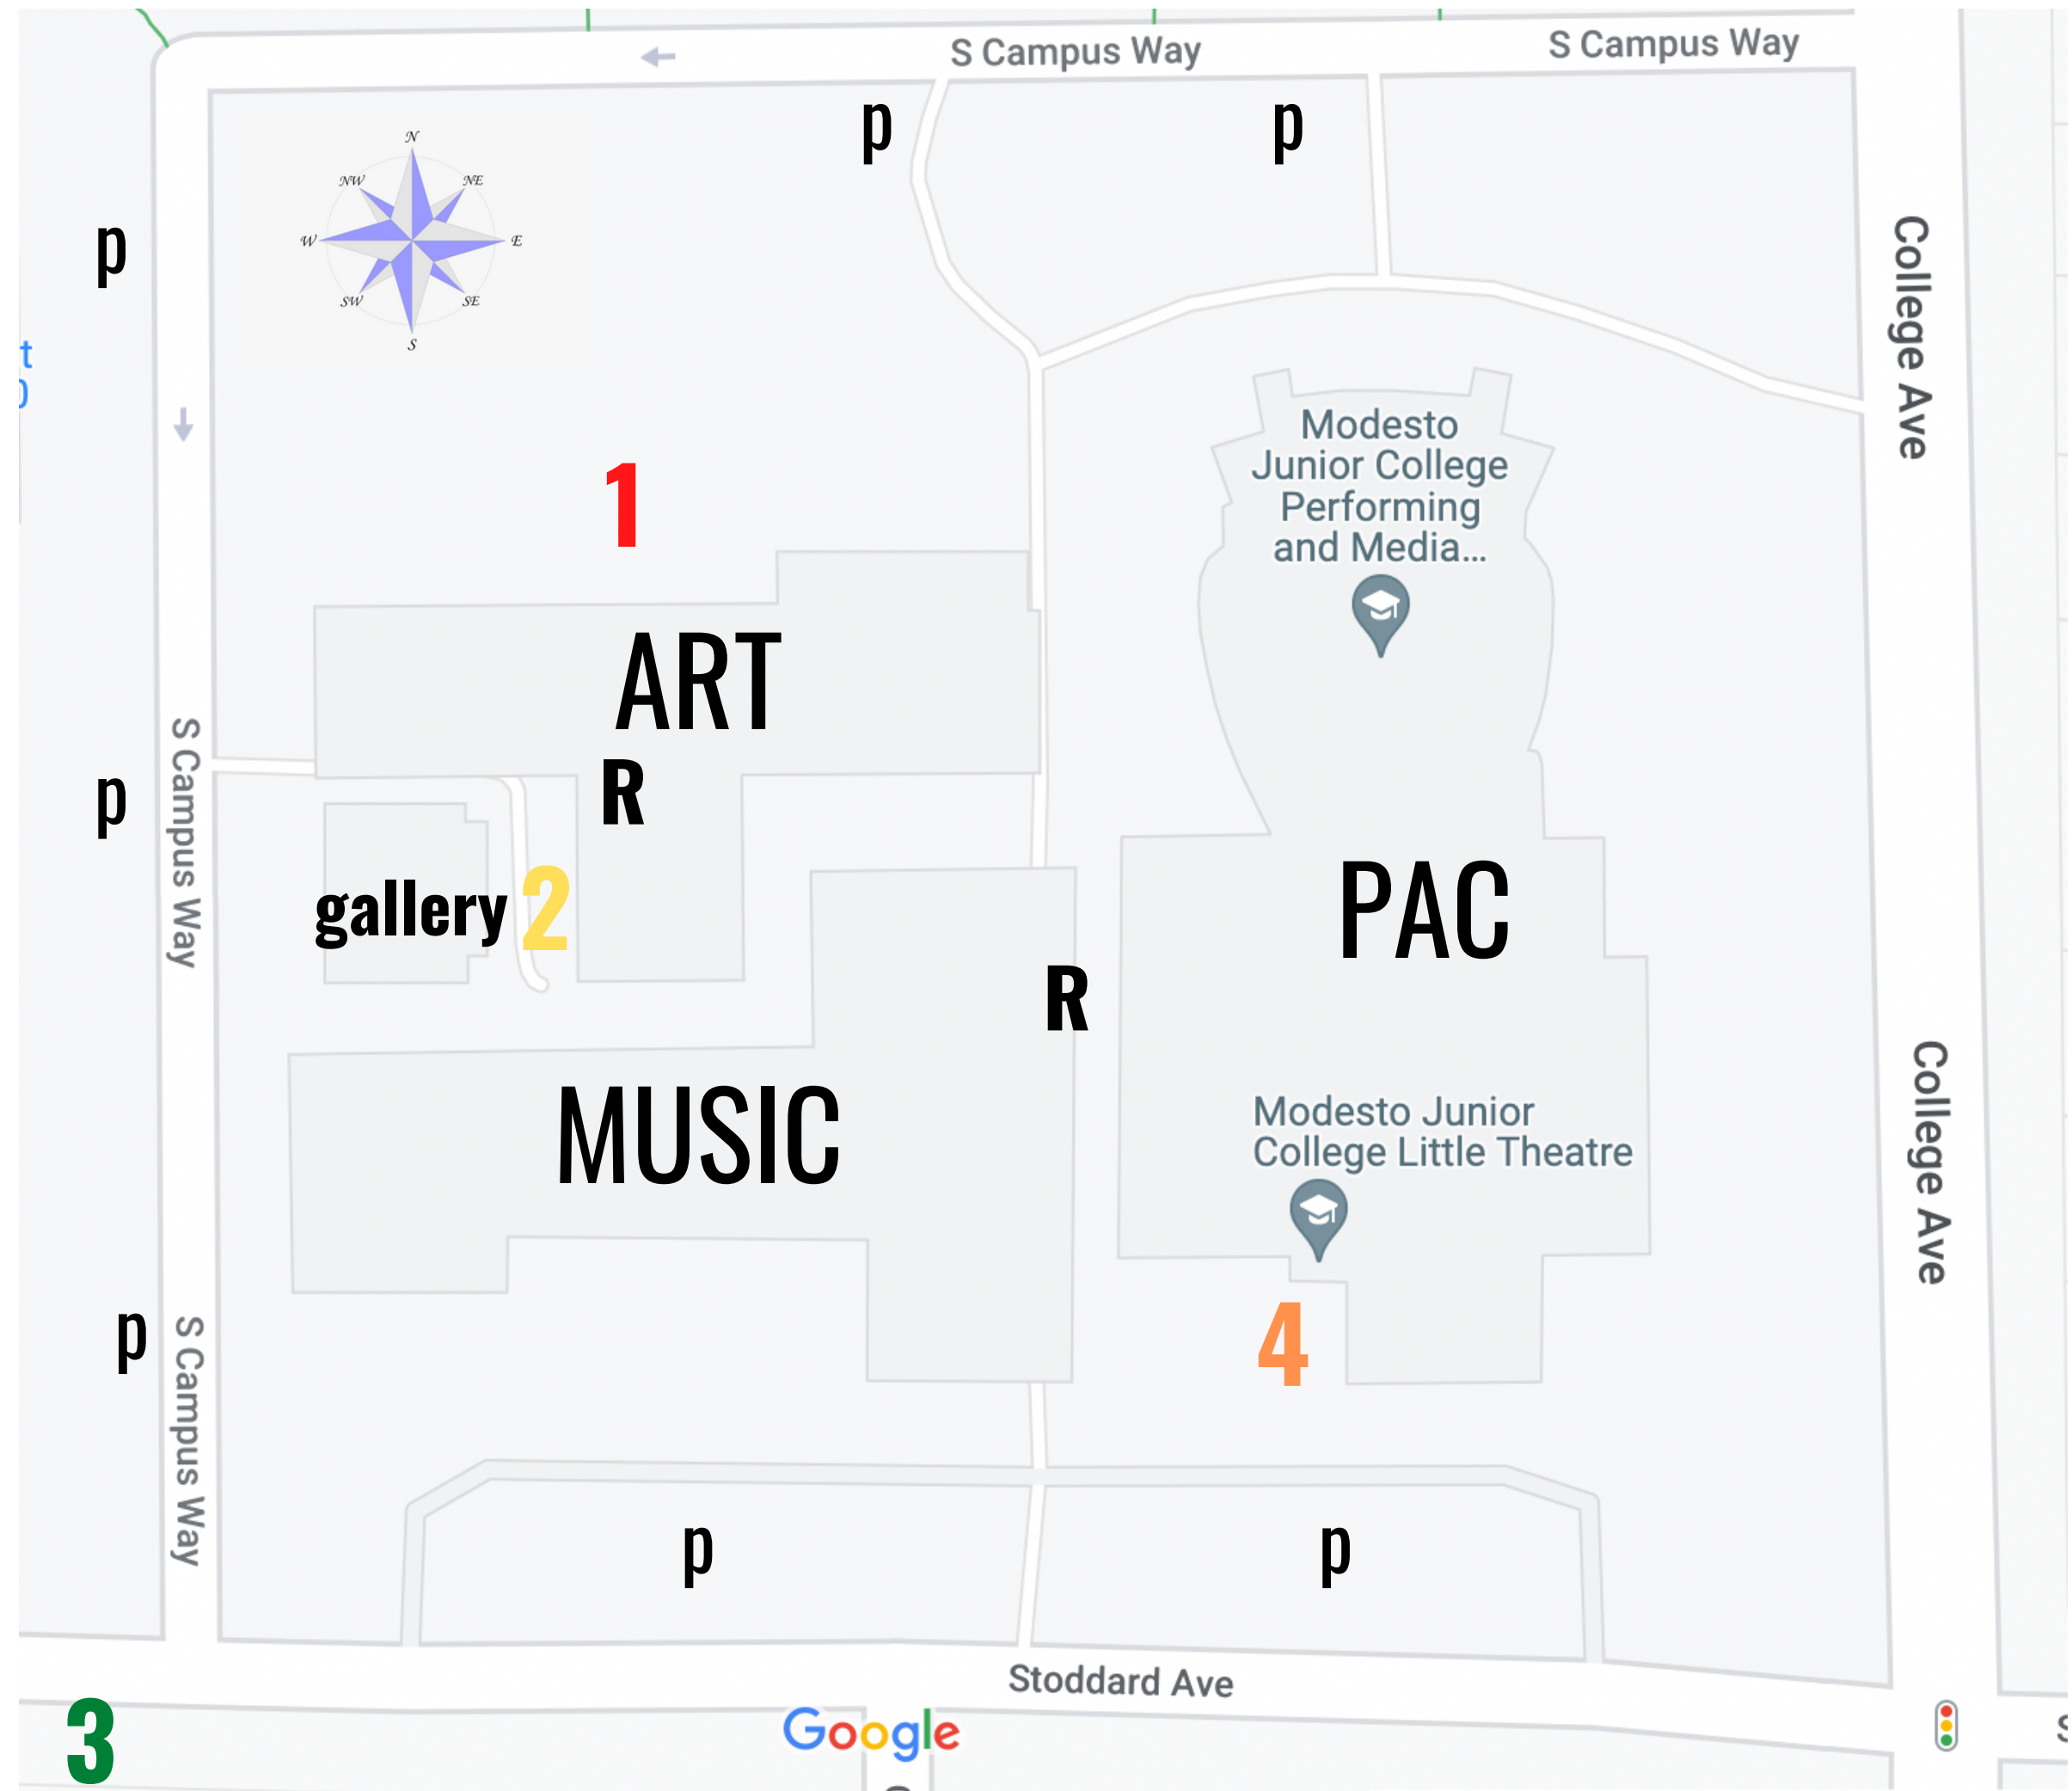 S Campus Way
S Campus Way
p
p
N
NW
NE
W
E
SW
SE
S
p
t
College Ave
Modesto
Junior College
Performing
and Media...
1
ART
R
S Campus Way
p
gallery
2
PAC
R
College Ave
MUSIC
Modesto Junior
College Little Theatre
4
p
S Campus Way
p
p
Stoddard Ave
3
Google
S